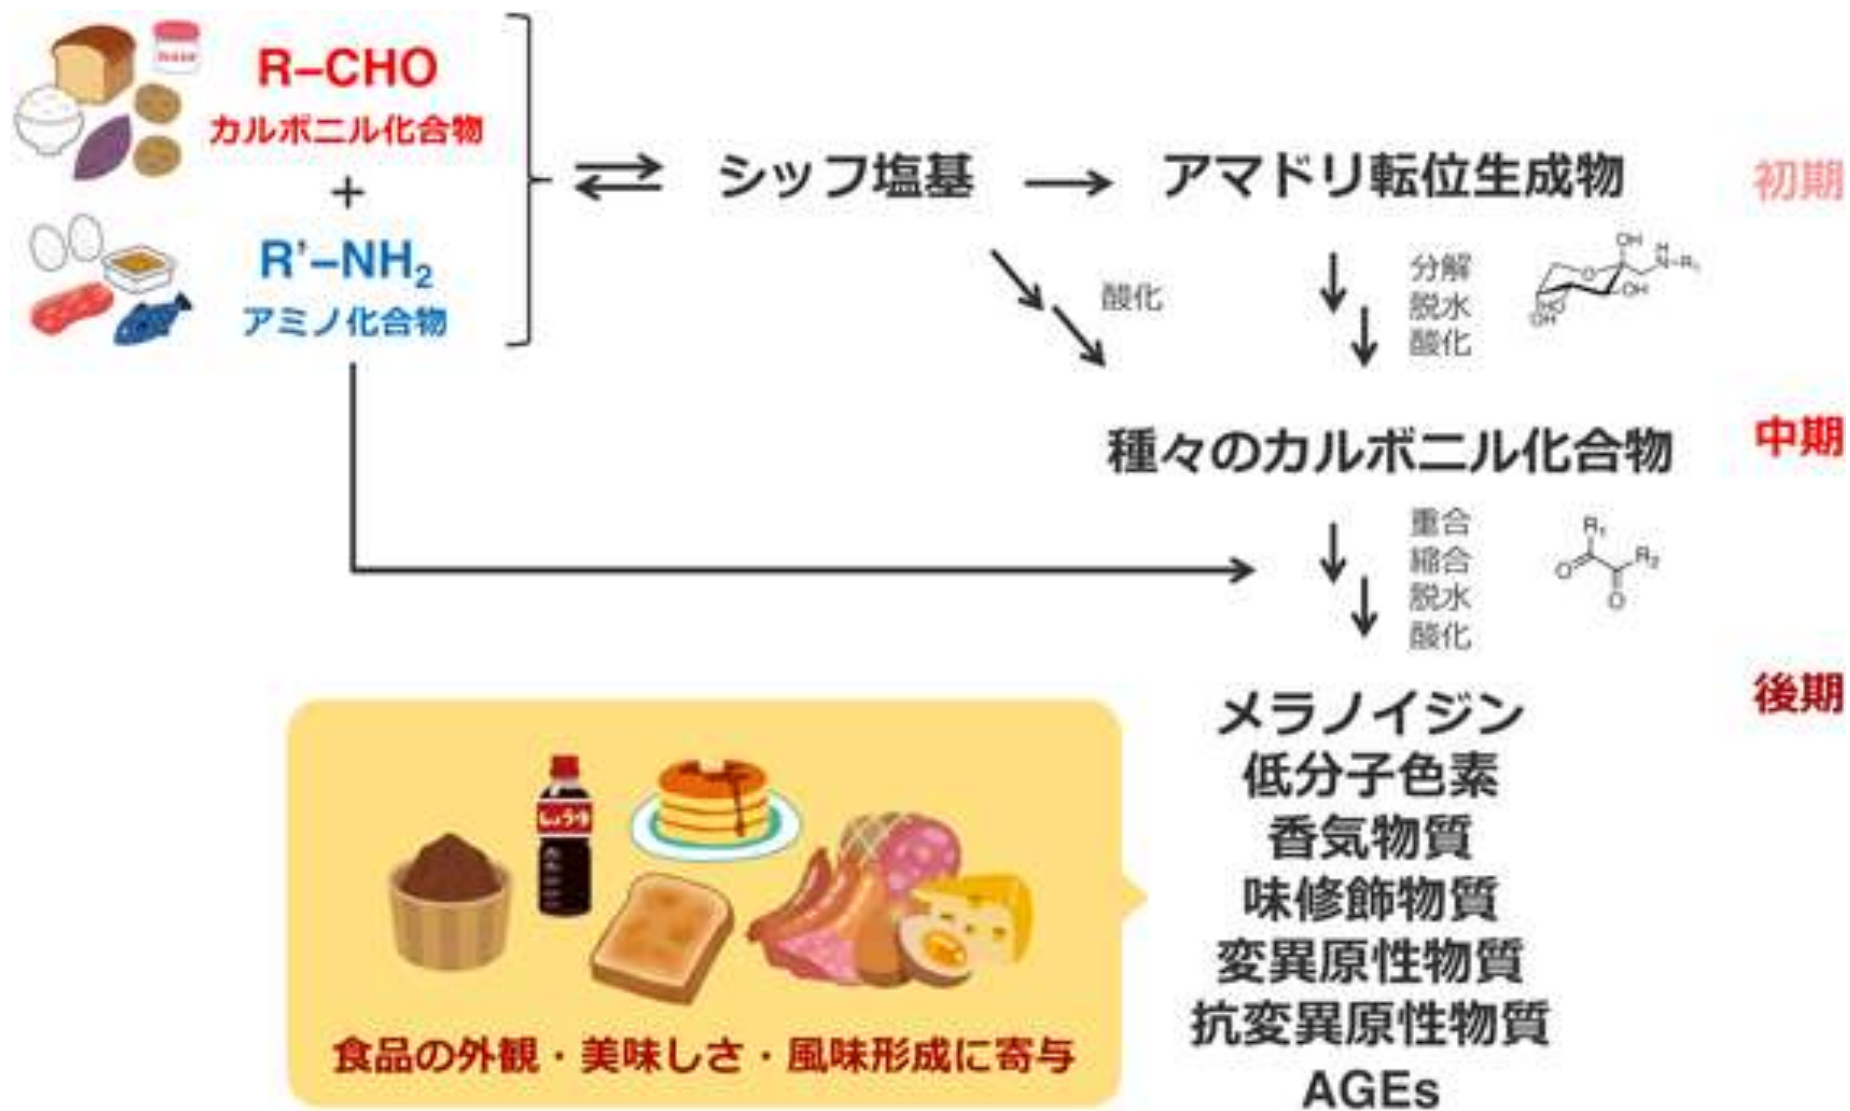 R–CHO
カルボニル化合物
+
R’–NH2
アミノ化合物
シッフ塩基
アマドリ転位生成物
初期
酸化
分解
脱水
酸化
OH
H
N-R1
O
OH
HO
OH
種々のカルボニル化合物
中期
重合
縮合
脱水
酸化
R1
R2
O
O
メラノイジン
低分子色素
香気物質
味修飾物質
変異原性物質
抗変異原性物質
AGEs
後期
しょうゆ
食品の外観・美味しさ・風味形成に寄与